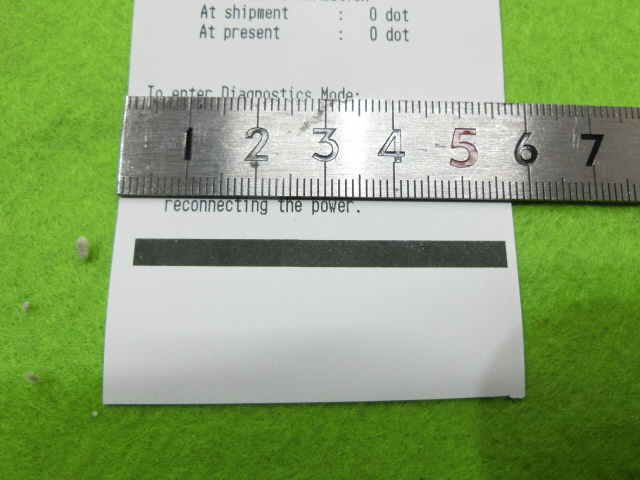 At shipment : 0 dot
At present : 0 dot
To enter Diagnostics Mode:
1 2 3 4 5 6 7
reconnecting the power.